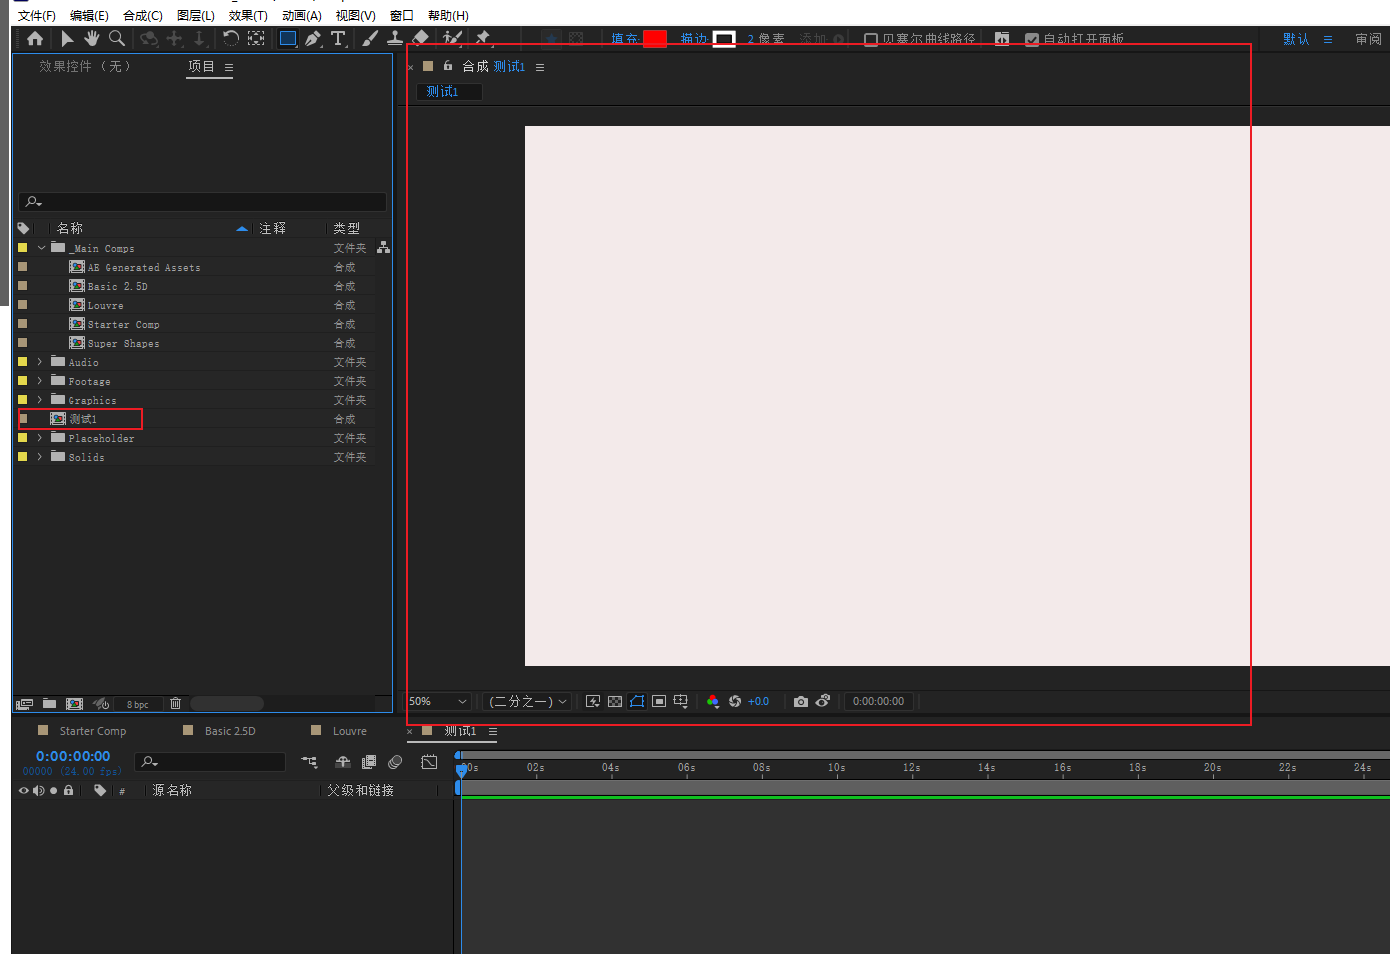 文件(F) 编辑(E) 合成(C) 图层(L) 效果(T) 动画(A) 视图(V) 窗口 帮助(H)
填充: 描边: 2 像素 添加: 贝塞尔曲线路径 自动打开面板 默认 审阅
效果控件 (无) 项目
合成 测试1
测试1
名称 注释 类型
_Main Comps 文件夹
AE Generated Assets 合成
Basic 2.5D 合成
Louvre 合成
Starter Comp 合成
Super Shapes 合成
Audio 文件夹
Footage 文件夹
Graphics 文件夹
测试1 合成
Placeholder 文件夹
Solids 文件夹
8 bpc
50% (二分之一) +0.0 0:00:00:00
Starter Comp Basic 2.5D Louvre 测试1
0:00:00:00
00000 (24.00 fps)
00s 02s 04s 06s 08s 10s 12s 14s 16s 18s 20s 22s 24s
# 源名称 父级和链接